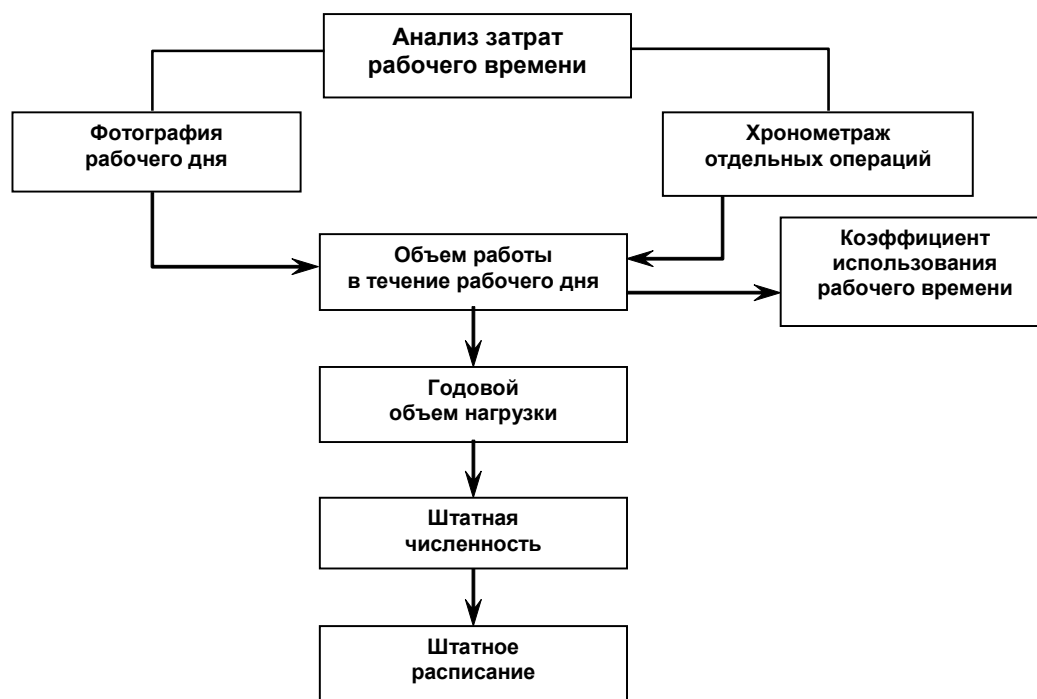 Анализ затрат
рабочего времени
Фотография
рабочего дня
Хронометраж
отдельных операций
Объем работы
в течение рабочего дня
Коэффициент
использования
рабочего времени
Годовой
объем нагрузки
Штатная
численность
Штатное
расписание